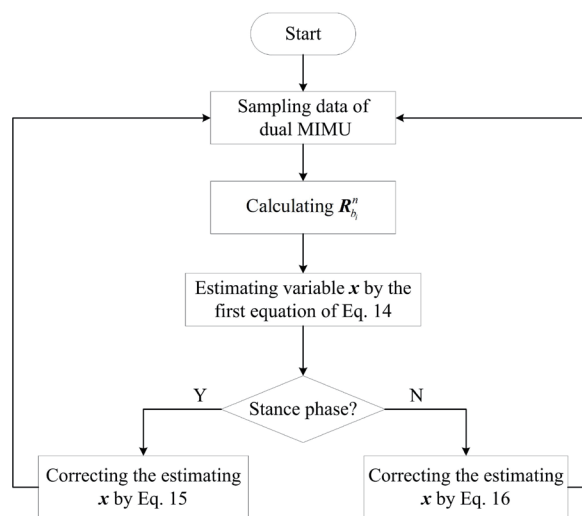 Start
Sampling data of
dual MIMU
Calculating R^n_{b_i}
Estimating variable x by the
first equation of Eq. 14
Stance phase?
Y
N
Correcting the estimating
x by Eq. 15
Correcting the estimating
x by Eq. 16